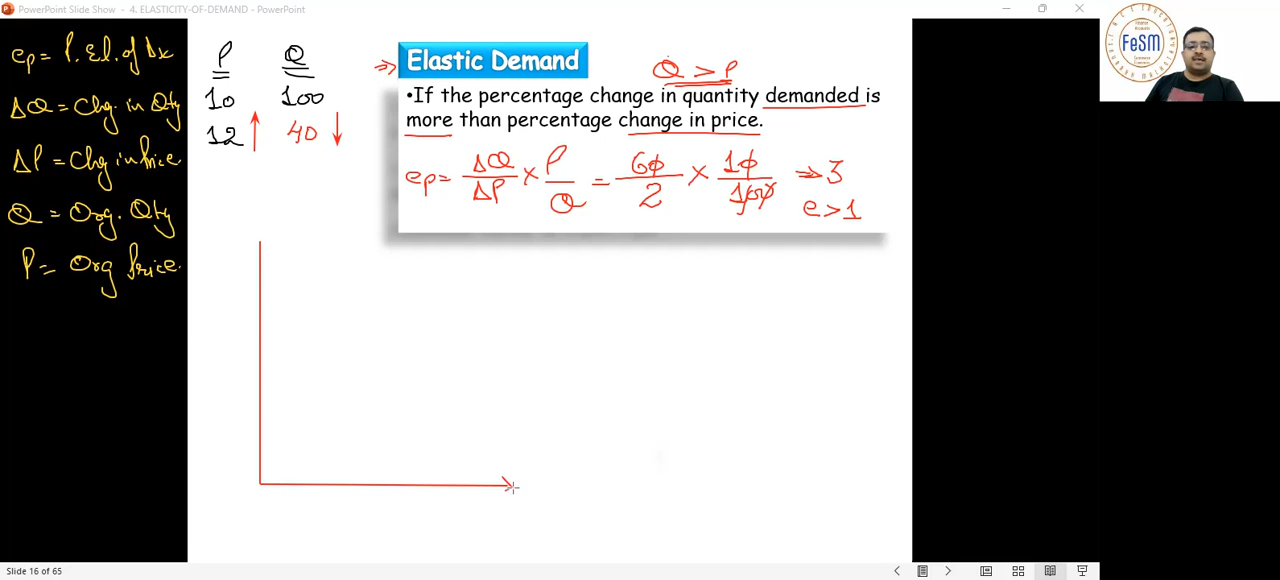 PowerPoint Slide Show - 4. ELASTICITY-OF-DEMAND - PowerPoint
ep = P. El. of Dx
ΔQ = Chg. in Qty
ΔP = Chg in Price
Q = Org. Qty
P = Org Price.
P Q
10 100
12 ↑ 40 ↓
Elastic Demand
Q > P
•If the percentage change in quantity demanded is
more than percentage change in price.
ep = ΔQ/ΔP × P/Q = 60/2 × 10/100 → 3
e > 1
FeSM
Slide 16 of 65